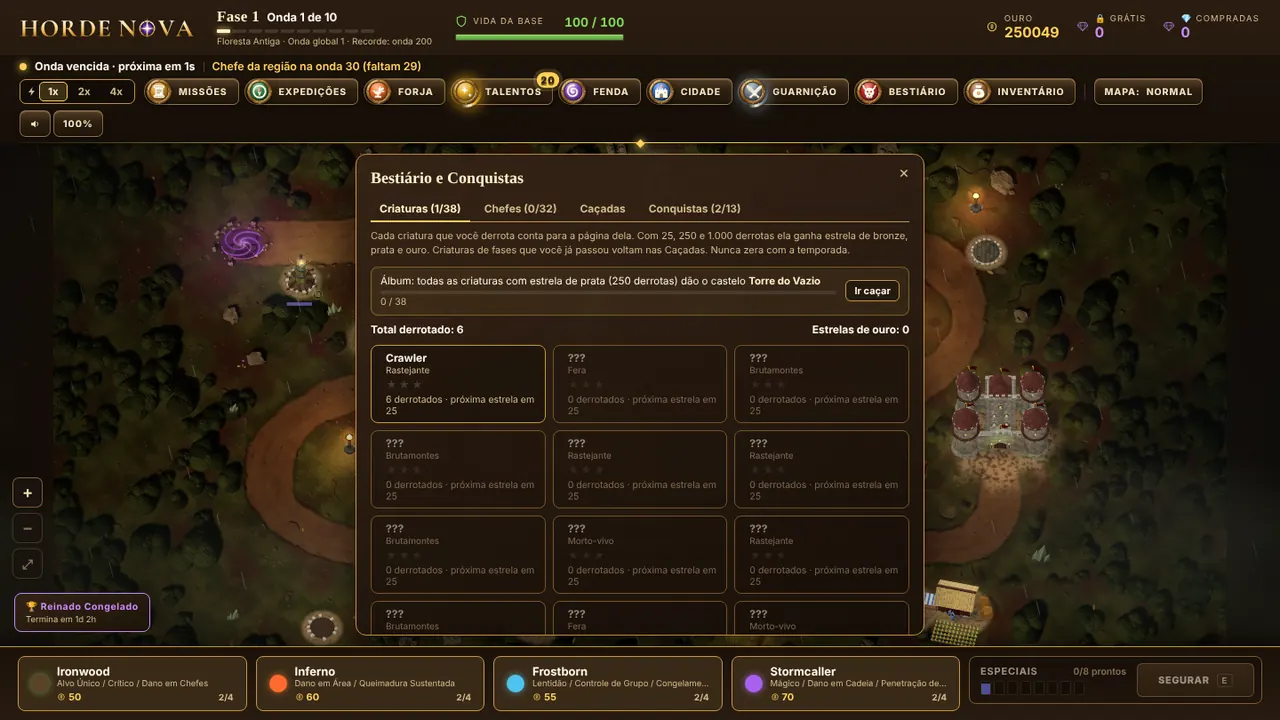 HORDE NOVA
Fase 1 Onda 1 de 10
Floresta Antiga · Onda global 1 · Recorde: onda 200
VIDA DA BASE 100 / 100
OURO
250049
🔒 GRÁTIS
0
💎 COMPRADAS
0
Onda vencida · próxima em 1s
Chefe da região na onda 30 (faltam 29)
1x 2x 4x
MISSÕES
EXPEDIÇÕES
FORJA
TALENTOS
20
FENDA
CIDADE
GUARNIÇÃO
BESTIÁRIO
INVENTÁRIO
MAPA: NORMAL
100%
Bestiário e Conquistas
×
Criaturas (1/38) Chefes (0/32) Caçadas Conquistas (2/13)
Cada criatura que você derrota conta para a página dela. Com 25, 250 e 1.000 derrotas ela ganha estrela de bronze,
prata e ouro. Criaturas de fases que você já passou voltam nas Caçadas. Nunca zera com a temporada.
Álbum: todas as criaturas com estrela de prata (250 derrotas) dão o castelo Torre do Vazio
0 / 38
Ir caçar
Total derrotado: 6
Estrelas de ouro: 0
Crawler
Rastejante
★ ★ ★
6 derrotados · próxima estrela em
25
???
Fera
★ ★ ★
0 derrotados · próxima estrela em
25
???
Brutamontes
★ ★ ★
0 derrotados · próxima estrela em
25
???
Brutamontes
★ ★ ★
0 derrotados · próxima estrela em
25
???
Rastejante
★ ★ ★
0 derrotados · próxima estrela em
25
???
Rastejante
★ ★ ★
0 derrotados · próxima estrela em
25
???
Brutamontes
★ ★ ★
0 derrotados · próxima estrela em
25
???
Morto-vivo
★ ★ ★
0 derrotados · próxima estrela em
25
???
Rastejante
★ ★ ★
0 derrotados · próxima estrela em
25
???
Brutamontes
???
Fera
???
Morto-vivo
+
−
🏆 Reinado Congelado
Termina em 1d 2h
Ironwood
Alvo Único / Crítico / Dano em Chefes
50
2/4
Inferno
Dano em Área / Queimadura Sustentada
60
2/4
Frostborn
Lentidão / Controle de Grupo / Congelame...
55
2/4
Stormcaller
Mágico / Dano em Cadeia / Penetração de...
70
2/4
ESPECIAIS
0/8 prontos
SEGURAR E